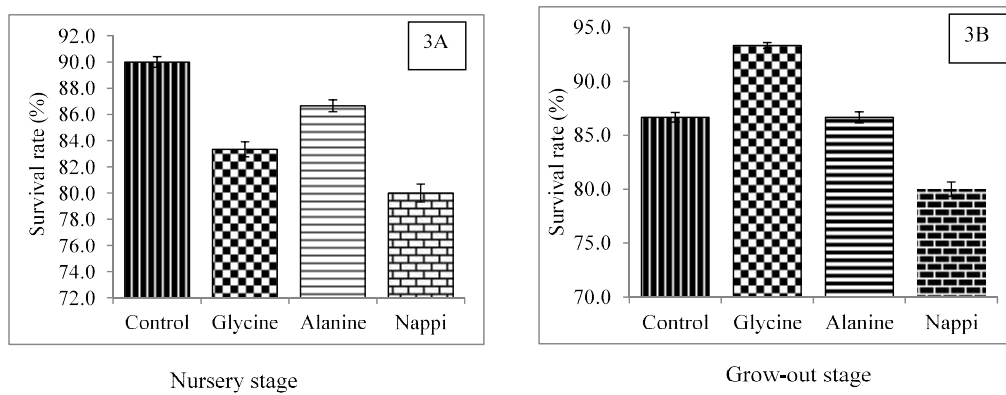 3A
Survival rate (%)
92.0
90.0
88.0
86.0
84.0
82.0
80.0
78.0
76.0
74.0
72.0
Control Glycine Alanine Nappi
Nursery stage
3B
Survival rate (%)
95.0
90.0
85.0
80.0
75.0
70.0
Control Glycine Alanine Nappi
Grow-out stage